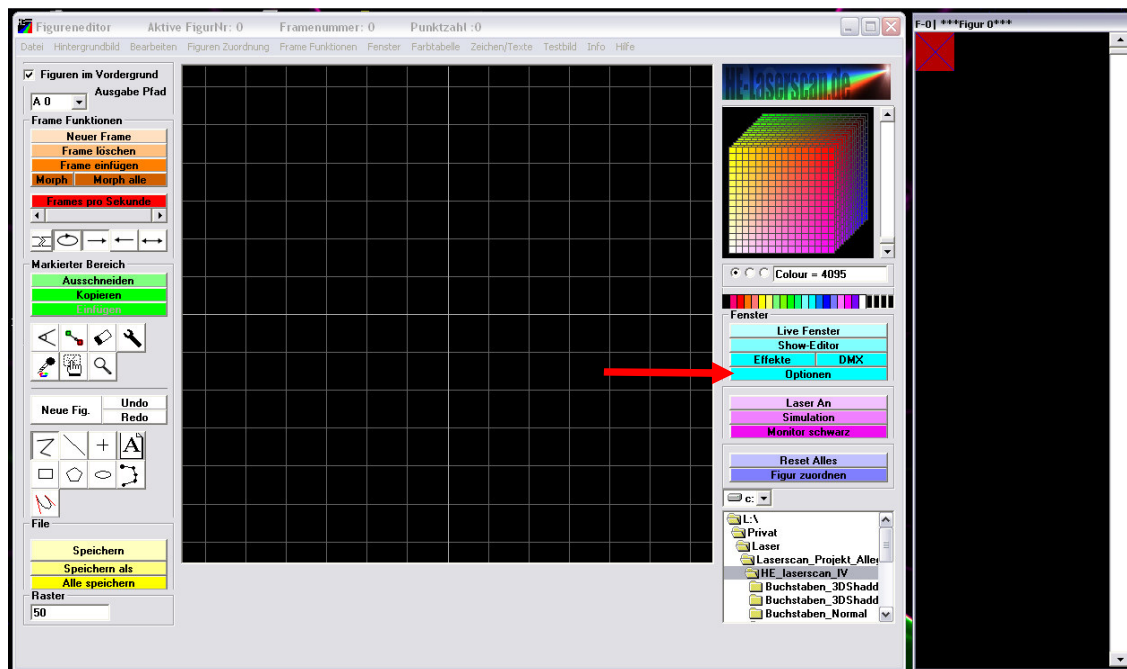 Figureneditor Aktive FigurNr: 0 Framenummer: 0 Punktzahl :0
Datei Hintergrundbild Bearbeiten Figuren Zuordnung Frame Funktionen Fenster Farbtabelle Zeichen/Texte Testbild Info Hilfe
Figuren im Vordergrund
A 0 Ausgabe Pfad
Frame Funktionen
Neuer Frame
Frame löschen
Frame einfügen
Morph Morph alle
Frames pro Sekunde
Markierter Bereich
Ausschneiden
Kopieren
Einfügen
Neue Fig. Undo
Redo
A
File
Speichern
Speichern als
Alle speichern
Raster
50
HE-laserscan.de
Colour = 4095
Fenster
Live Fenster
Show-Editor
Effekte DMX
Optionen
Laser An
Simulation
Monitor schwarz
Reset Alles
Figur zuordnen
c:
L:\
Privat
Laser
Laserscan_Projekt_Alle
HE_laserscan_IV
Buchstaben_3DShadd
Buchstaben_3DShadd
Buchstaben_Normal
F-0| ***Figur 0***